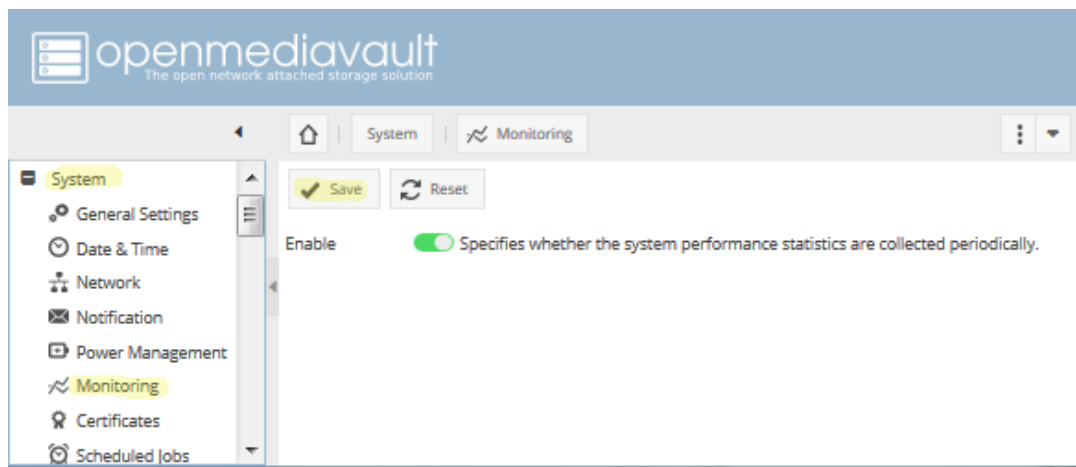 openmediavault
The open network attached storage solution
System
Monitoring
System
General Settings
Date & Time
Network
Notification
Power Management
Monitoring
Certificates
Scheduled Jobs
Save
Reset
Enable
Specifies whether the system performance statistics are collected periodically.